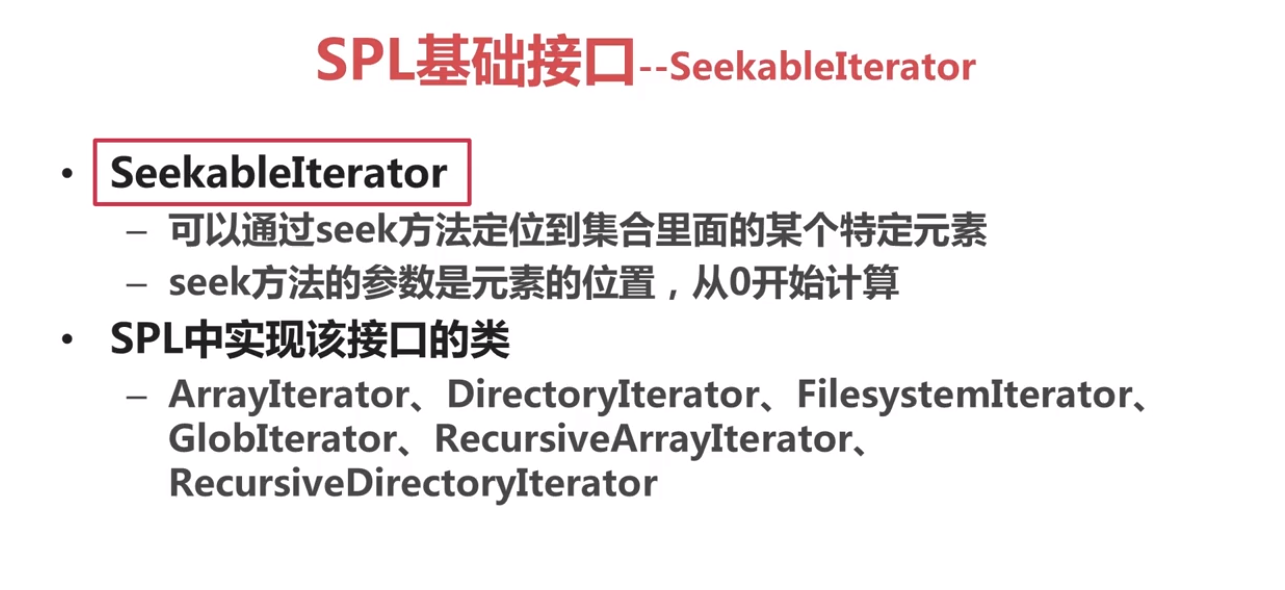 SPL基础接口--SeekableIterator
• SeekableIterator
– 可以通过seek方法定位到集合里面的某个特定元素
– seek方法的参数是元素的位置，从0开始计算
• SPL中实现该接口的类
– ArrayIterator、DirectoryIterator、FilesystemIterator、
GlobIterator、RecursiveArrayIterator、
RecursiveDirectoryIterator